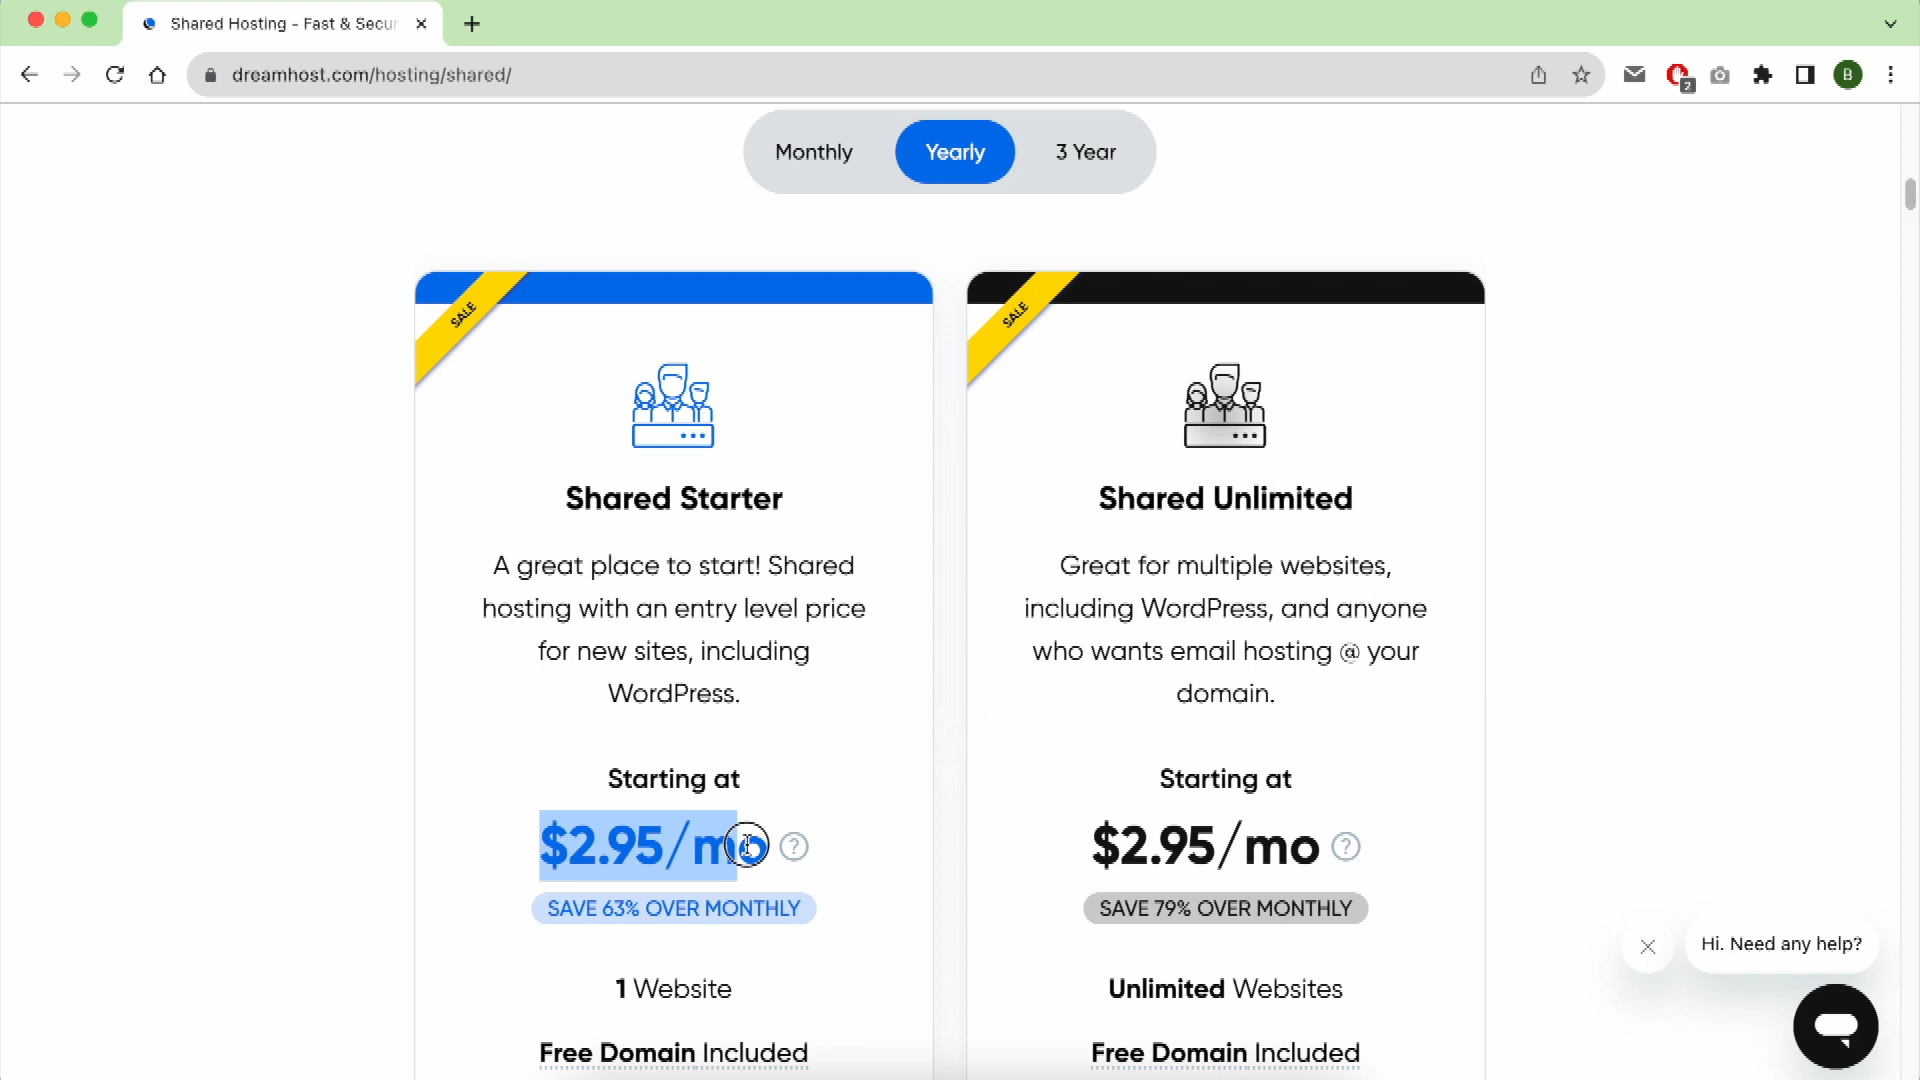 Shared Hosting - Fast & Secur
dreamhost.com/hosting/shared/
2
B
Monthly
Yearly
3 Year
SALE
SALE
Shared Starter
A great place to start! Shared
hosting with an entry level price
for new sites, including
WordPress.
Starting at
$2.95/mo
?
SAVE 63% OVER MONTHLY
1 Website
Free Domain Included
Shared Unlimited
Great for multiple websites,
including WordPress, and anyone
who wants email hosting @ your
domain.
Starting at
$2.95/mo
?
SAVE 79% OVER MONTHLY
Unlimited Websites
Free Domain Included
Hi. Need any help?